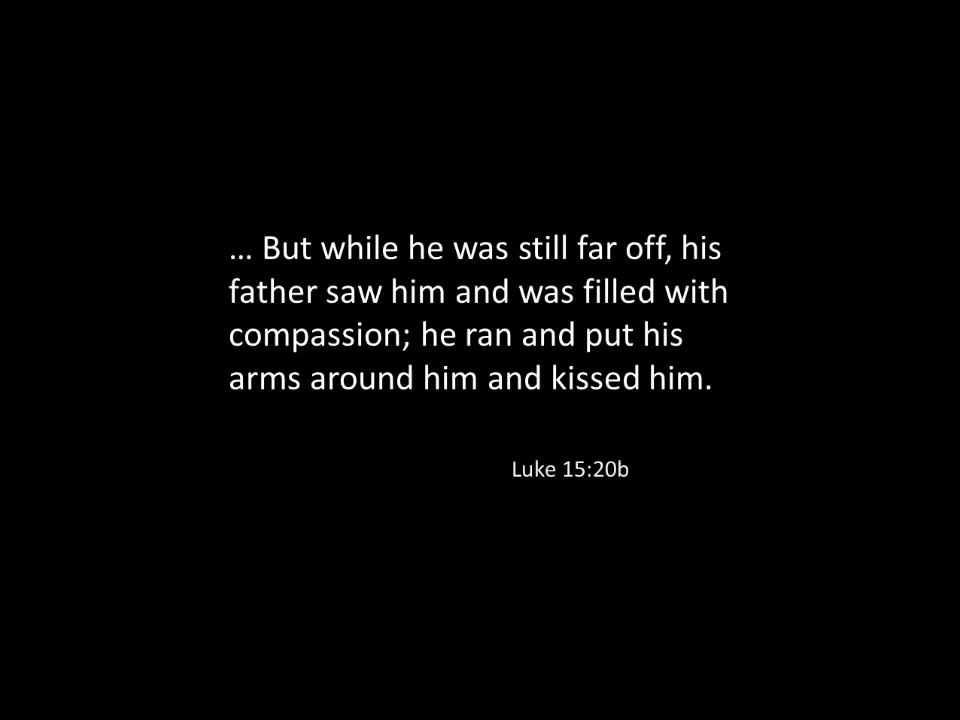 … But while he was still far off, his
father saw him and was filled with
compassion; he ran and put his
arms around him and kissed him.
Luke 15:20b